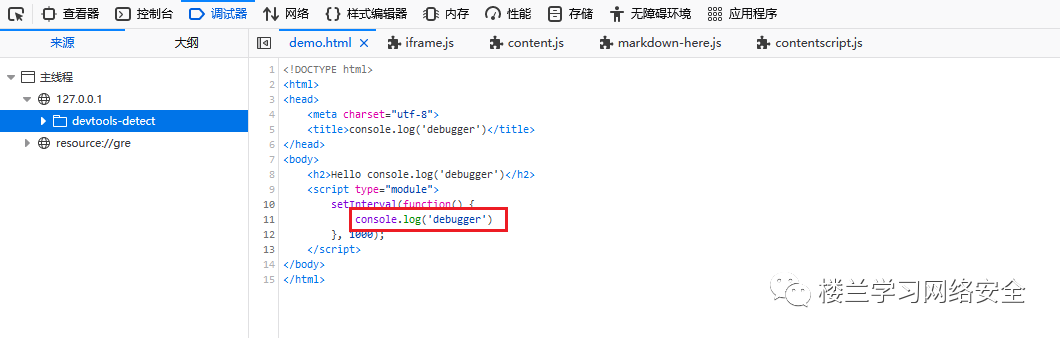 查看器 控制台 调试器 网络 {} 样式编辑器 内存 性能 存储 无障碍环境 应用程序
来源 大纲 demo.html × iframe.js content.js markdown-here.js contentscript.js
主线程
127.0.0.1
devtools-detect
resource://gre
1 <!DOCTYPE html>
2 <html>
3 <head>
4 <meta charset="utf-8">
5 <title>console.log('debugger')</title>
6 </head>
7 <body>
8 <h2>Hello console.log('debugger')</h2>
9 <script type="module">
10 setInterval(function() {
11 console.log('debugger')
12 }, 1000);
13 </script>
14 </body>
15 </html>
楼兰学习网络安全